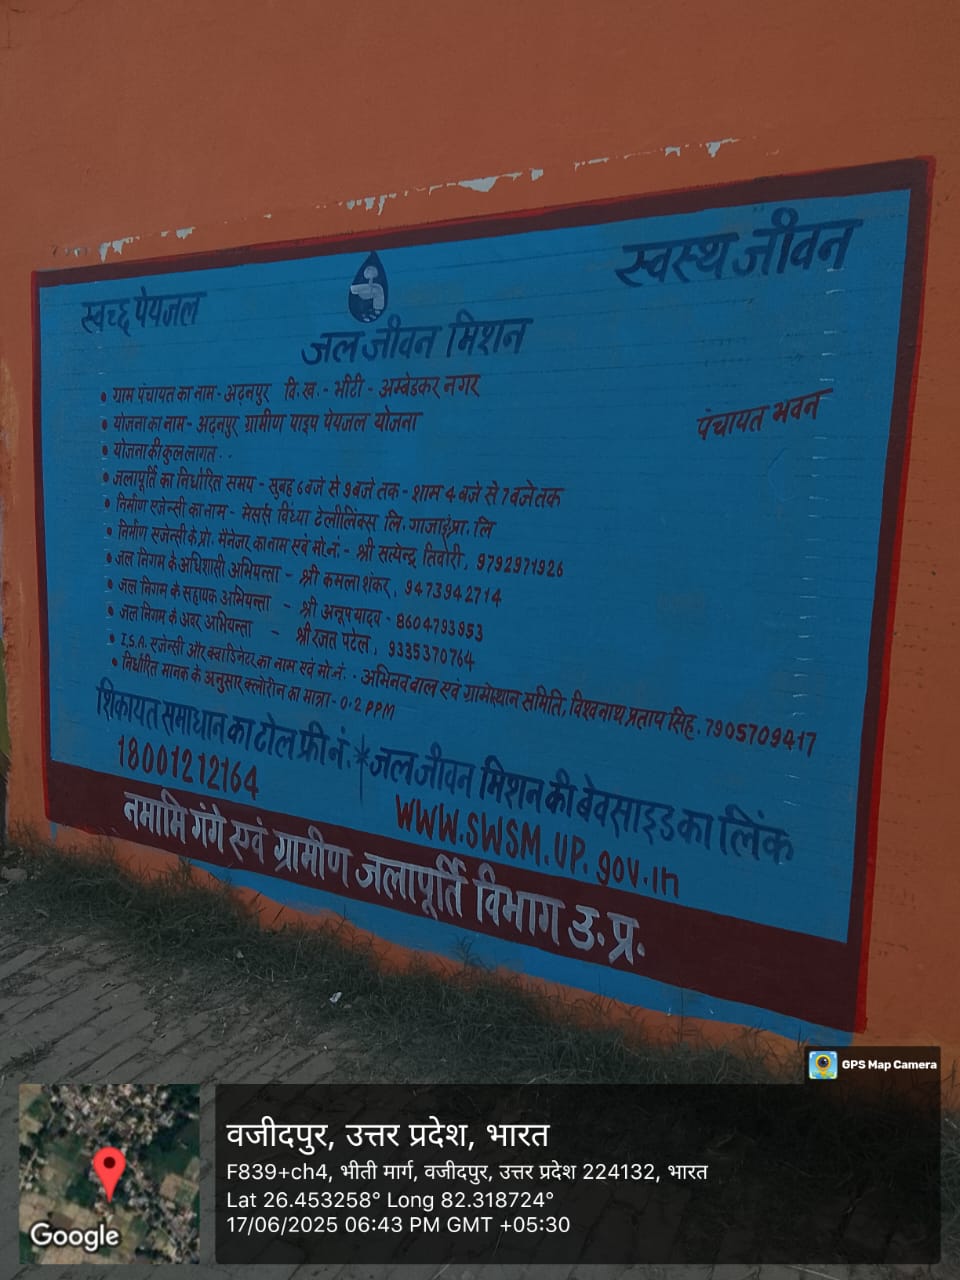 स्वच्छ पेयजल
स्वस्थ जीवन
जल जीवन मिशन
• ग्राम पंचायत का नाम - अढ़नपुर वि.ख. - भीटी - अम्बेडकर नगर
पंचायत भवन
• योजना का नाम - अढ़नपुर ग्रामीण पाइप पेयजल योजना
• योजना की कुल लागत . .
• जलापूर्ति का निर्धारित समय - सुबह 6 बजे से 9 बजे तक - शाम 4 बजे से 7 बजे तक
• निर्माण एजेन्सी का नाम - मेसर्स विंध्या टेलीलिंक्स लि. गाजा इंप्रा. लि
• निर्माण एजेन्सी के प्रो. मैनेजर का नाम एवं मो.नं. - श्री सत्येन्द्र तिवारी, 9792971926
• जल निगम के अधिशासी अभियन्ता - श्री कमला शंकर, 9473942714
• जल निगम के सहायक अभियन्ता - श्री अनूप यादव - 8604793953
• जल निगम के अवर अभियन्ता - श्री रजत पटेल, 9335370764
• I.S.A. एजेन्सी और क्वार्डिनेटर का नाम एवं मो.नं. . अभिनव बाल एवं ग्रामोत्थान समिति, विश्वनाथ प्रताप सिंह. 7905709417
• निर्धारित मानक के अनुसार क्लोरीन का मात्रा - 0.2 PPM
शिकायत समाधान का टोल फ्री नं. * जल जीवन मिशन की बेवसाइड का लिंक
18001212164
WWW.SWSM.UP.gov.in
नमामि गंगे एवं ग्रामीण जलापूर्ति विभाग उ.प्र.
GPS Map Camera
वजीदपुर, उत्तर प्रदेश, भारत
F839+ch4, भीती मार्ग, वजीदपुर, उत्तर प्रदेश 224132, भारत
Lat 26.453258° Long 82.318724°
17/06/2025 06:43 PM GMT +05:30
Google